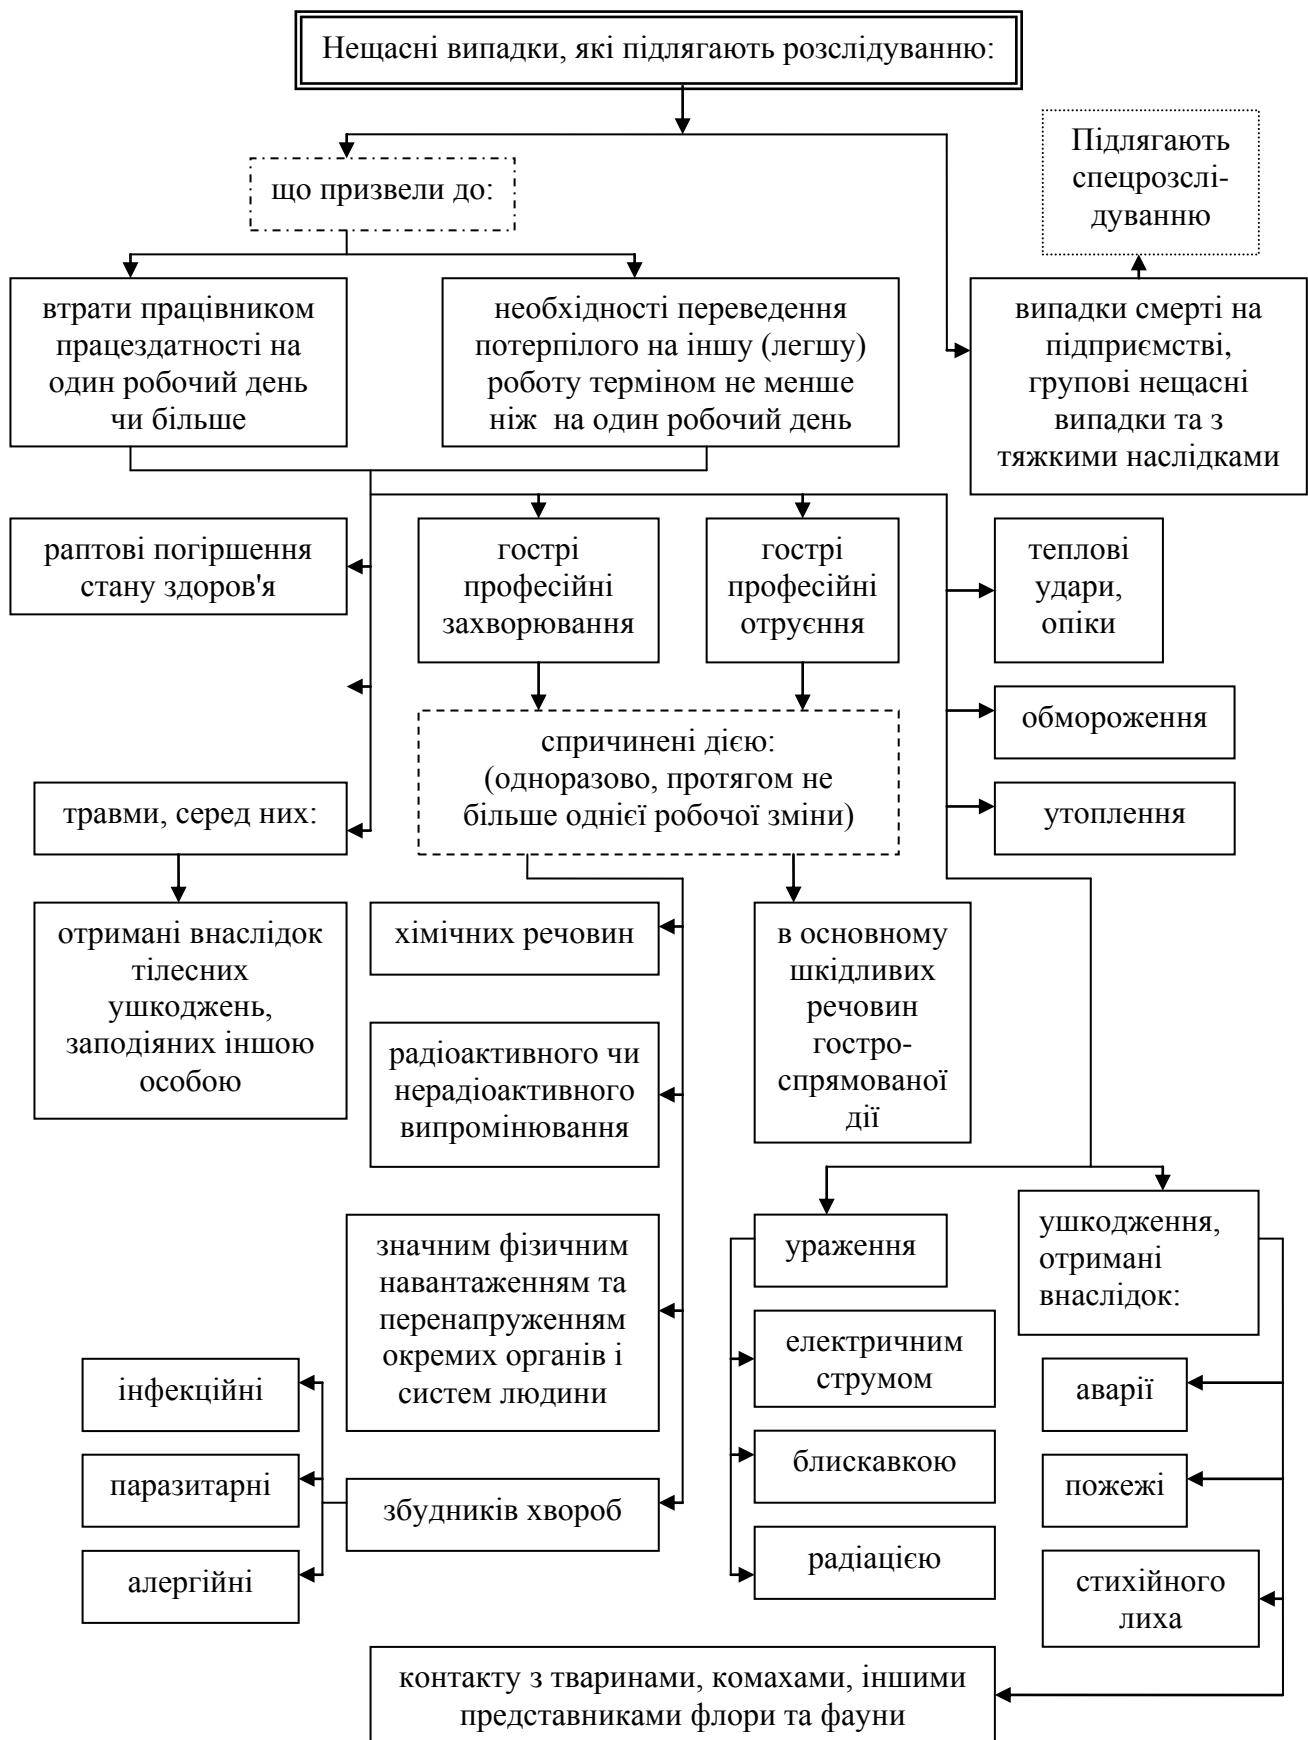 Нещасні випадки, які підлягають розслідуванню:
Підлягають
спецрозслі-
дуванню
що призвели до:
втрати працівником
працездатності на
один робочий день
чи більше
необхідності переведення
потерпілого на іншу (легшу)
роботу терміном не менше
ніж на один робочий день
випадки смерті на
підприємстві,
групові нещасні
випадки та з
тяжкими наслідками
раптові погіршення
стану здоров'я
гострі
професійні
захворювання
гострі
професійні
отруєння
теплові
удари,
опіки
обмороження
спричинені дією:
(одноразово, протягом не
більше однієї робочої зміни)
травми, серед них:
утоплення
отримані внаслідок
тілесних
ушкоджень,
заподіяних іншою
особою
хімічних речовин
в основному
шкідливих
речовин
гостро-
спрямованої
дії
радіоактивного чи
нерадіоактивного
випромінювання
значним фізичним
навантаженням та
перенапруженням
окремих органів і
систем людини
ураження
ушкодження,
отримані
внаслідок:
електричним
струмом
інфекційні
аварії
блискавкою
паразитарні
збудників хвороб
пожежі
радіацією
алергійні
стихійного
лиха
контакту з тваринами, комахами, іншими
представниками флори та фауни